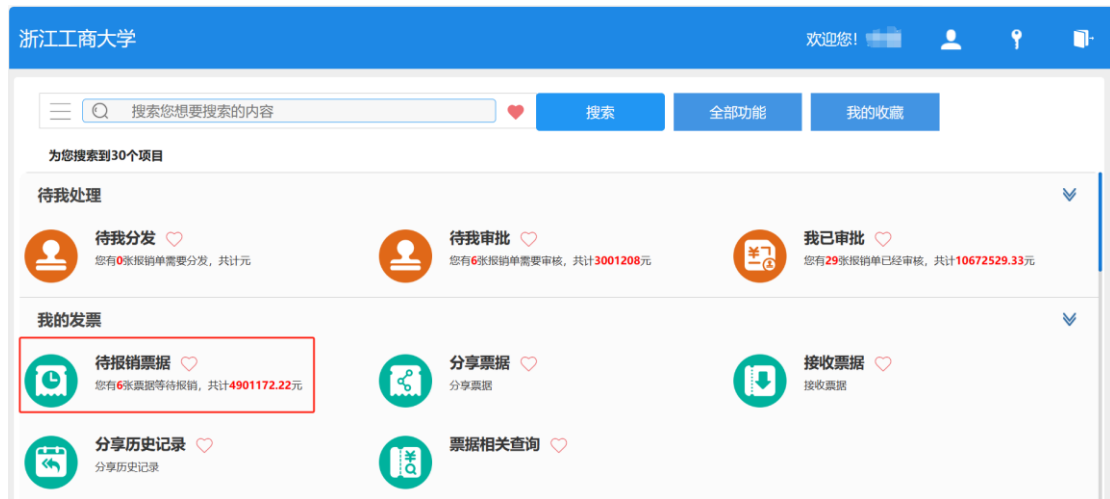 浙江工商大学
欢迎您!
搜索您想要搜索的内容
搜索
全部功能
我的收藏
为您搜索到30个项目
待我处理
待我分发
您有0张报销单需要分发，共计元
待我审批
您有6张报销单需要审核，共计3001208元
我已审批
您有29张报销单已经审核，共计10672529.33元
我的发票
待报销票据
您有6张票据等待报销，共计4901172.22元
分享票据
分享票据
接收票据
接收票据
分享历史记录
分享历史记录
票据相关查询